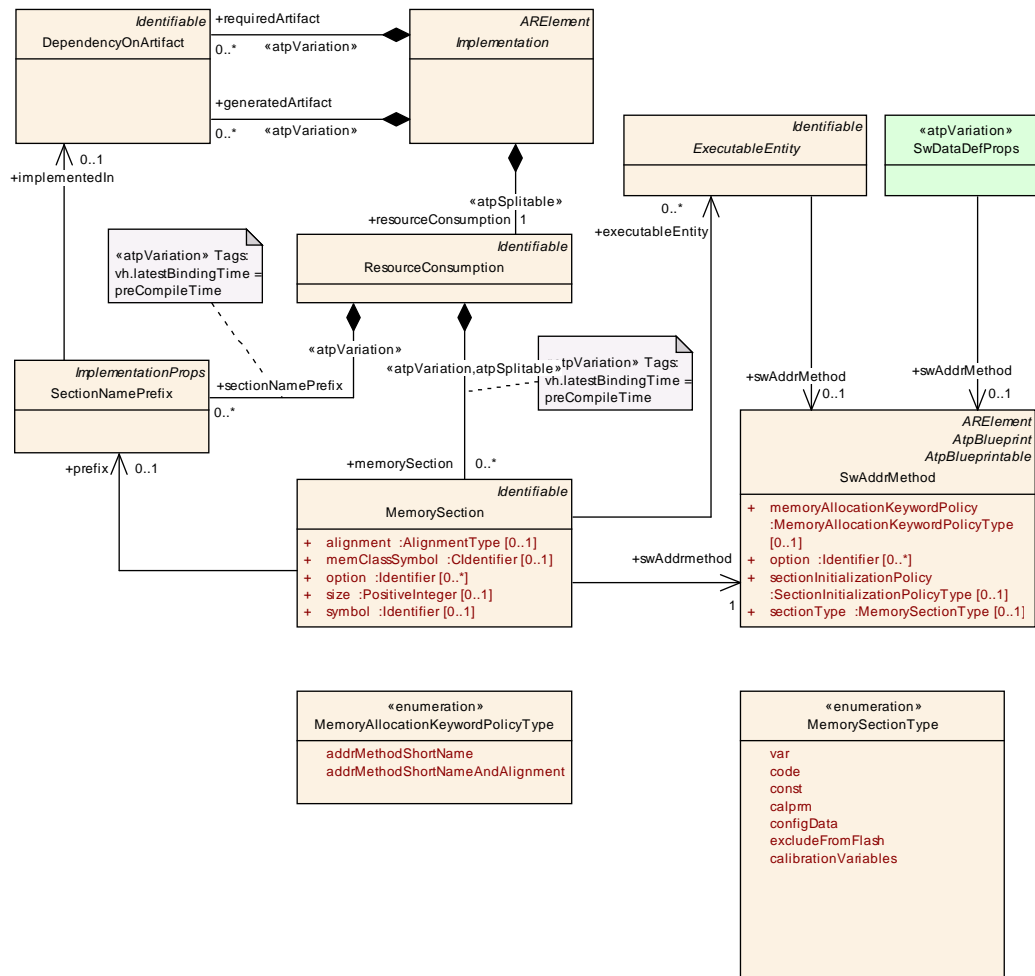 Identifiable
DependencyOnArtifact
+requiredArtifact
0..*
«atpVariation»
+generatedArtifact
0..*
«atpVariation»
ARElement
Implementation
Identifiable
ExecutableEntity
«atpVariation»
SwDataDefProps
0..1
+implementedIn
«atpSplitable»
+resourceConsumption
1
0..*
+executableEntity
«atpVariation» Tags:
vh.latestBindingTime =
preCompileTime
Identifiable
ResourceConsumption
«atpVariation»
«atpVariation,atpSplitable»
tpVariation» Tags:
vh.latestBindingTime =
preCompileTime
ImplementationProps
SectionNamePrefix
+sectionNamePrefix
0..*
+swAddrMethod
0..1
+swAddrMethod
0..1
+prefix
0..1
+memorySection
0..*
ARElement
AtpBlueprint
AtpBlueprintable
SwAddrMethod
+ memoryAllocationKeywordPolicy
:MemoryAllocationKeywordPolicyType
[0..1]
+ option :Identifier [0..*]
+ sectionInitializationPolicy
:SectionInitializationPolicyType [0..1]
+ sectionType :MemorySectionType [0..1]
Identifiable
MemorySection
+ alignment :AlignmentType [0..1]
+ memClassSymbol :CIdentifier [0..1]
+ option :Identifier [0..*]
+ size :PositiveInteger [0..1]
+ symbol :Identifier [0..1]
+swAddrmethod
1
«enumeration»
MemoryAllocationKeywordPolicyType
addrMethodShortName
addrMethodShortNameAndAlignment
«enumeration»
MemorySectionType
var
code
const
calprm
configData
excludeFromFlash
calibrationVariables